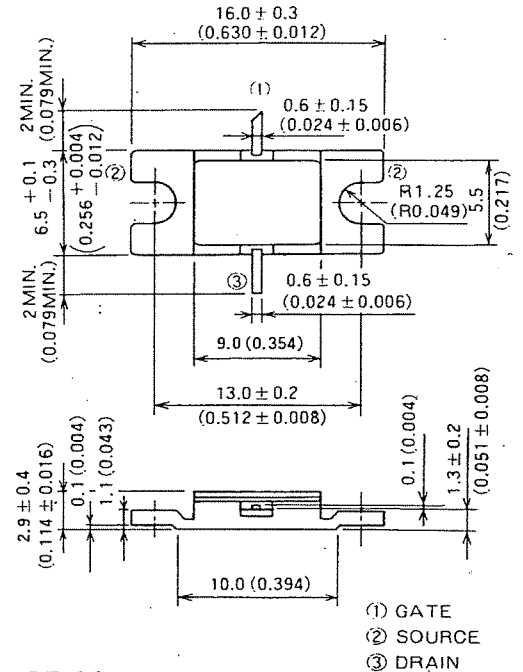 16.0 ± 0.3
(0.630 ± 0.012)
2MIN.
(0.079MIN.)
(1)
0.6 ± 0.15
(0.024 ± 0.006)
6.5 +0.1 −0.3
(0.256 +0.004 −0.012)
②
②
R1.25
(R0.049)
5.5
(0.217)
2MIN.
(0.079MIN.)
③
0.6 ± 0.15
(0.024 ± 0.006)
9.0 (0.354)
13.0 ± 0.2
(0.512 ± 0.008)
2.9 ± 0.4
(0.114 ± 0.016)
0.1 (0.004)
1.1 (0.043)
0.1 (0.004)
1.3 ± 0.2
(0.051 ± 0.008)
10.0 (0.394)
① GATE
② SOURCE
③ DRAIN